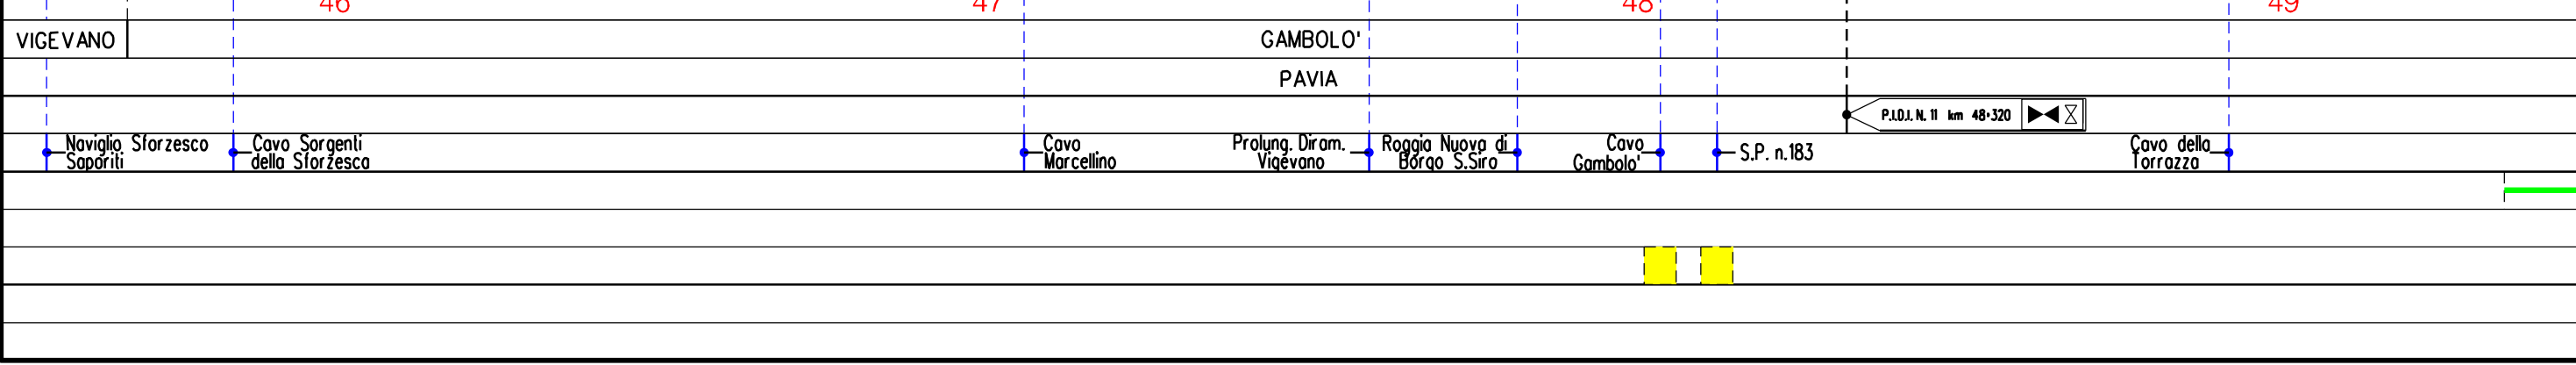 46 47 48 49
VIGEVANO GAMBOLO'
PAVIA
P.I.D.I. N. 11 km 48+320
Naviglio Sforzesco
Saporiti
Cavo Sorgenti
della Sforzesca
Cavo
Marcellino
Prolung. Diram.
Vigevano
Roggia Nuova di
Borgo S.Siro
Cavo
Gambolo'
S.P. n.183
Cavo della
Torrazza